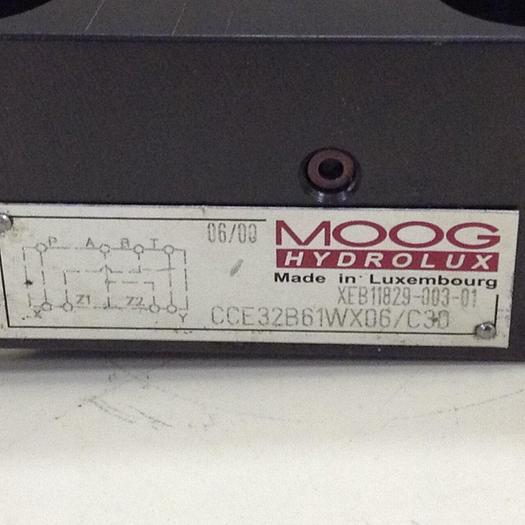 P A B T
X Z1 Z2 Y
06/00
MOOG
HYDROLUX
Made in Luxembourg
XEB11829-003-01
CCE32B61WX06/C30